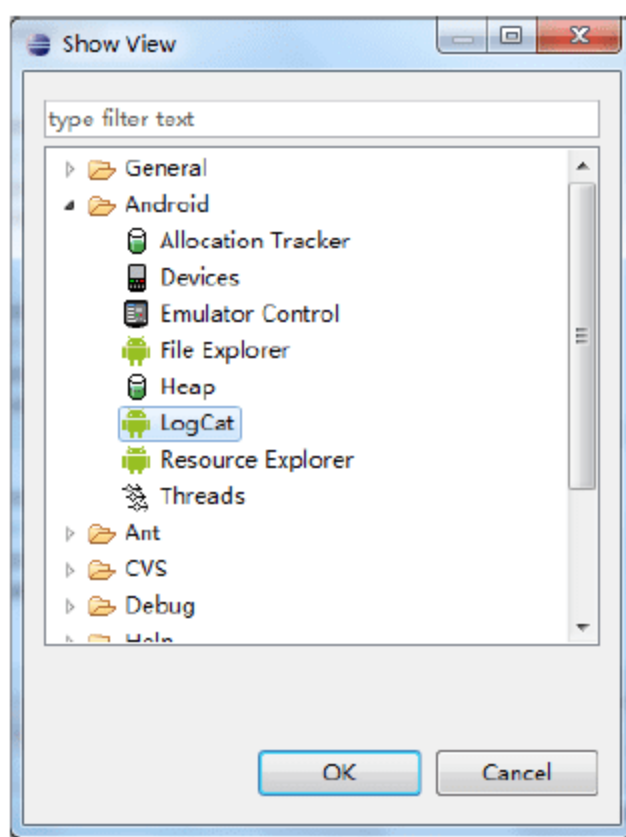 Show View
type filter text
General
Android
Allocation Tracker
Devices
Emulator Control
File Explorer
Heap
LogCat
Resource Explorer
Threads
Ant
CVS
Debug
Help
OK
Cancel